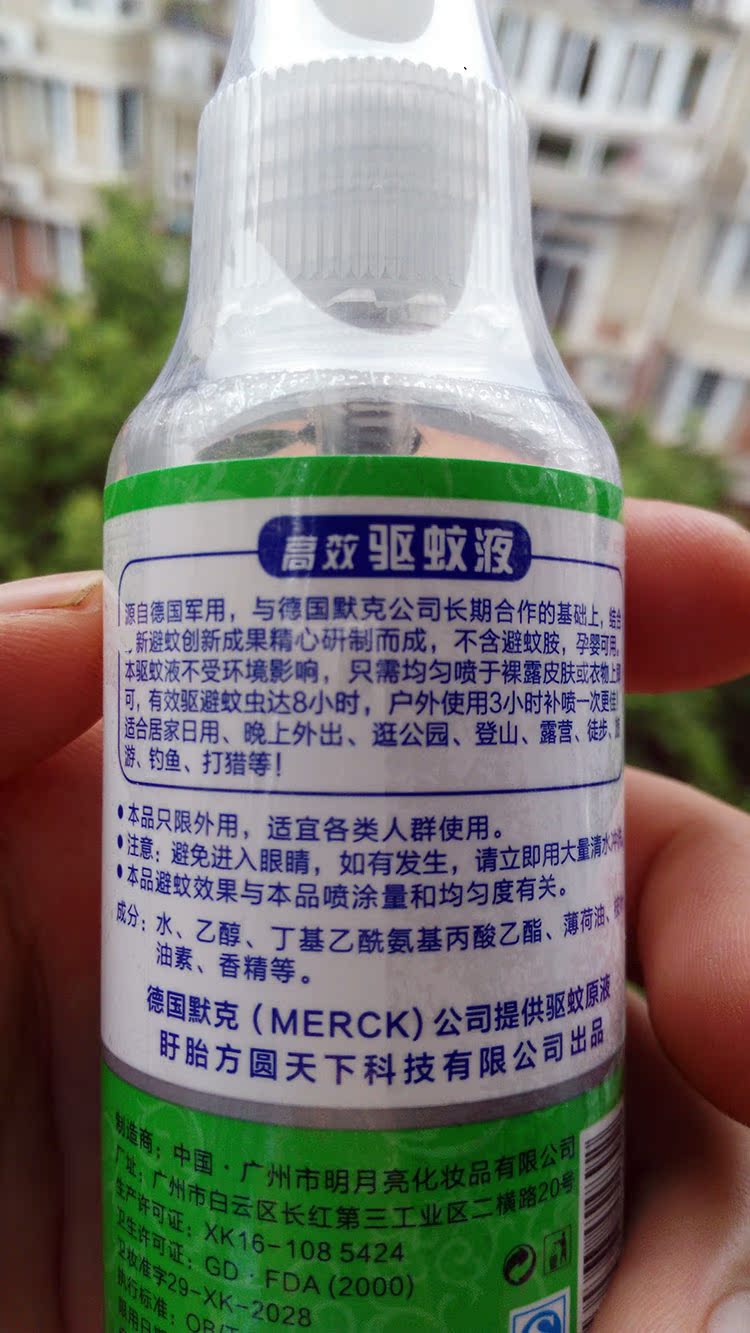 高效驱蚊液
源自德国军用，与德国默克公司长期合作的基础上，结合
新避蚊创新成果精心研制而成，不含避蚊胺，孕婴可用。
本驱蚊液不受环境影响，只需均匀喷于裸露皮肤或衣物上
可，有效驱避蚊虫达8小时，户外使用3小时补喷一次更佳
适合居家日用、晚上外出、逛公园、登山、露营、徒步、
游、钓鱼、打猎等！
•本品只限外用，适宜各类人群使用。
•注意：避免进入眼睛，如有发生，请立即用大量清水冲
•本品避蚊效果与本品喷涂量和均匀度有关。
成分：水、乙醇、丁基乙酰氨基丙酸乙酯、薄荷油、
油素、香精等。
德国默克（MERCK）公司提供驱蚊原液
盱眙方圆天下科技有限公司出品
制造商：中国·广州市明月亮化妆品有限公司
厂址：广州市白云区长红第三工业区二横路20号
生产许可证：XK16-108 5424
卫生许可证：GD·FDA（2000）
卫妆准字29-XK-2028
执行标准：QB/T
限用日期